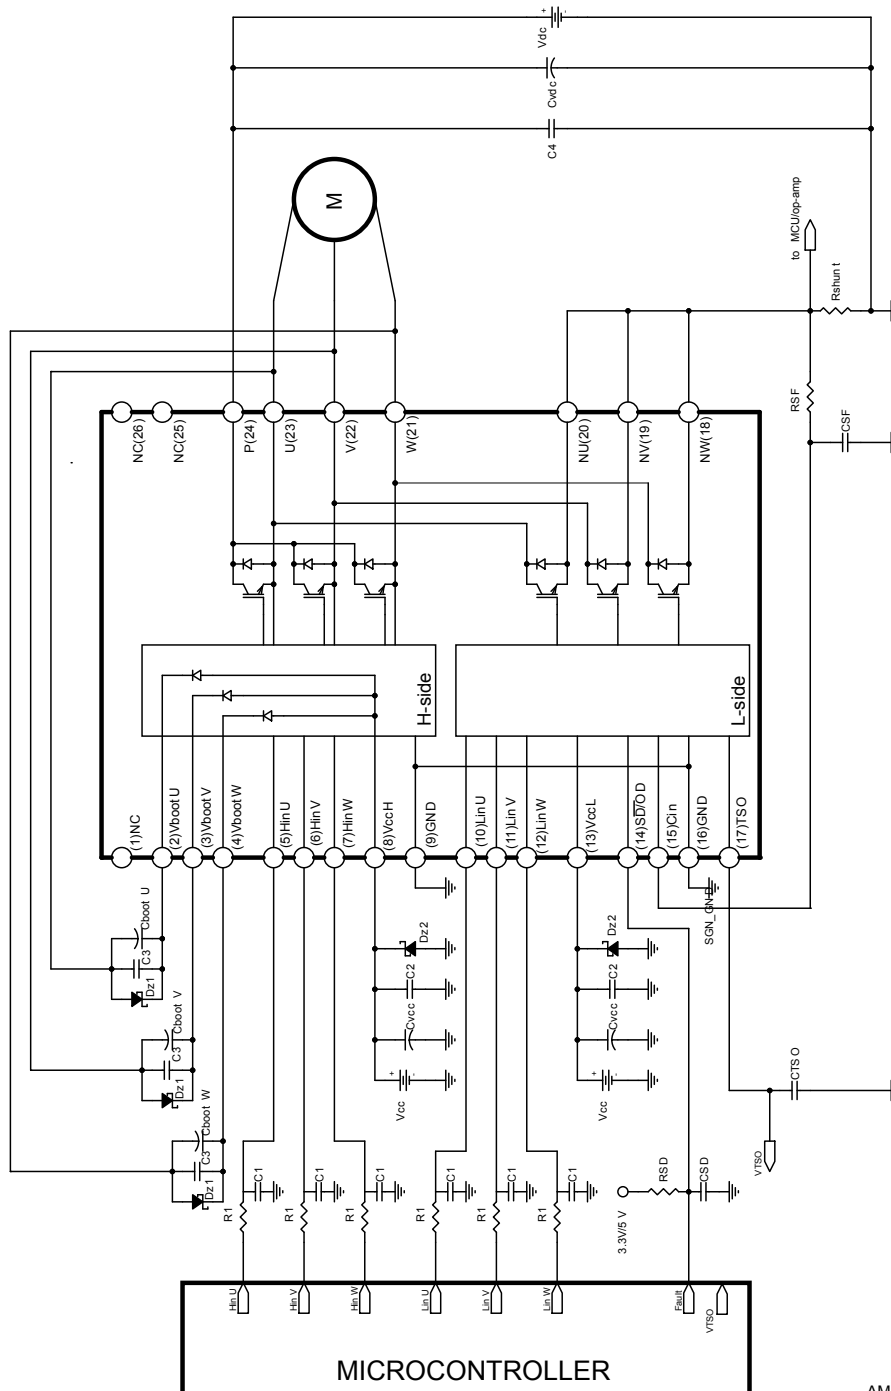 Vdc
+
-
Cvdc
C4
M
to MCU/op-amp
Rshunt
RSF
CSF
NC(26)
NC(25)
P(24)
U(23)
V(22)
W(21)
NU(20)
NV(19)
NW(18)
H-side
L-side
(1)NC
(2)VbootU
(3)VbootV
(4)VbootW
(5)HinU
(6)HinV
(7)HinW
(8)VccH
(9)GND
(10)LinU
(11)LinV
(12)LinW
(13)VccL
(14)SD/OD
(15)Cin
(16)GND
(17)TSO
Cboot U
C3
Dz1
Cboot V
C3
Dz1
Cboot W
C3
Dz1
Dz2
C2
Cvcc
Vcc
+
-
Dz2
C2
Cvcc
Vcc
+
-
SGN_GND
CTSO
VTSO
RSD
CSD
3.3V/5 V
R1
C1
R1
C1
R1
C1
R1
C1
R1
C1
R1
C1
Hin U
Hin V
Hin W
Lin U
Lin V
Lin W
Fault
VTSO
MICROCONTROLLER
AM